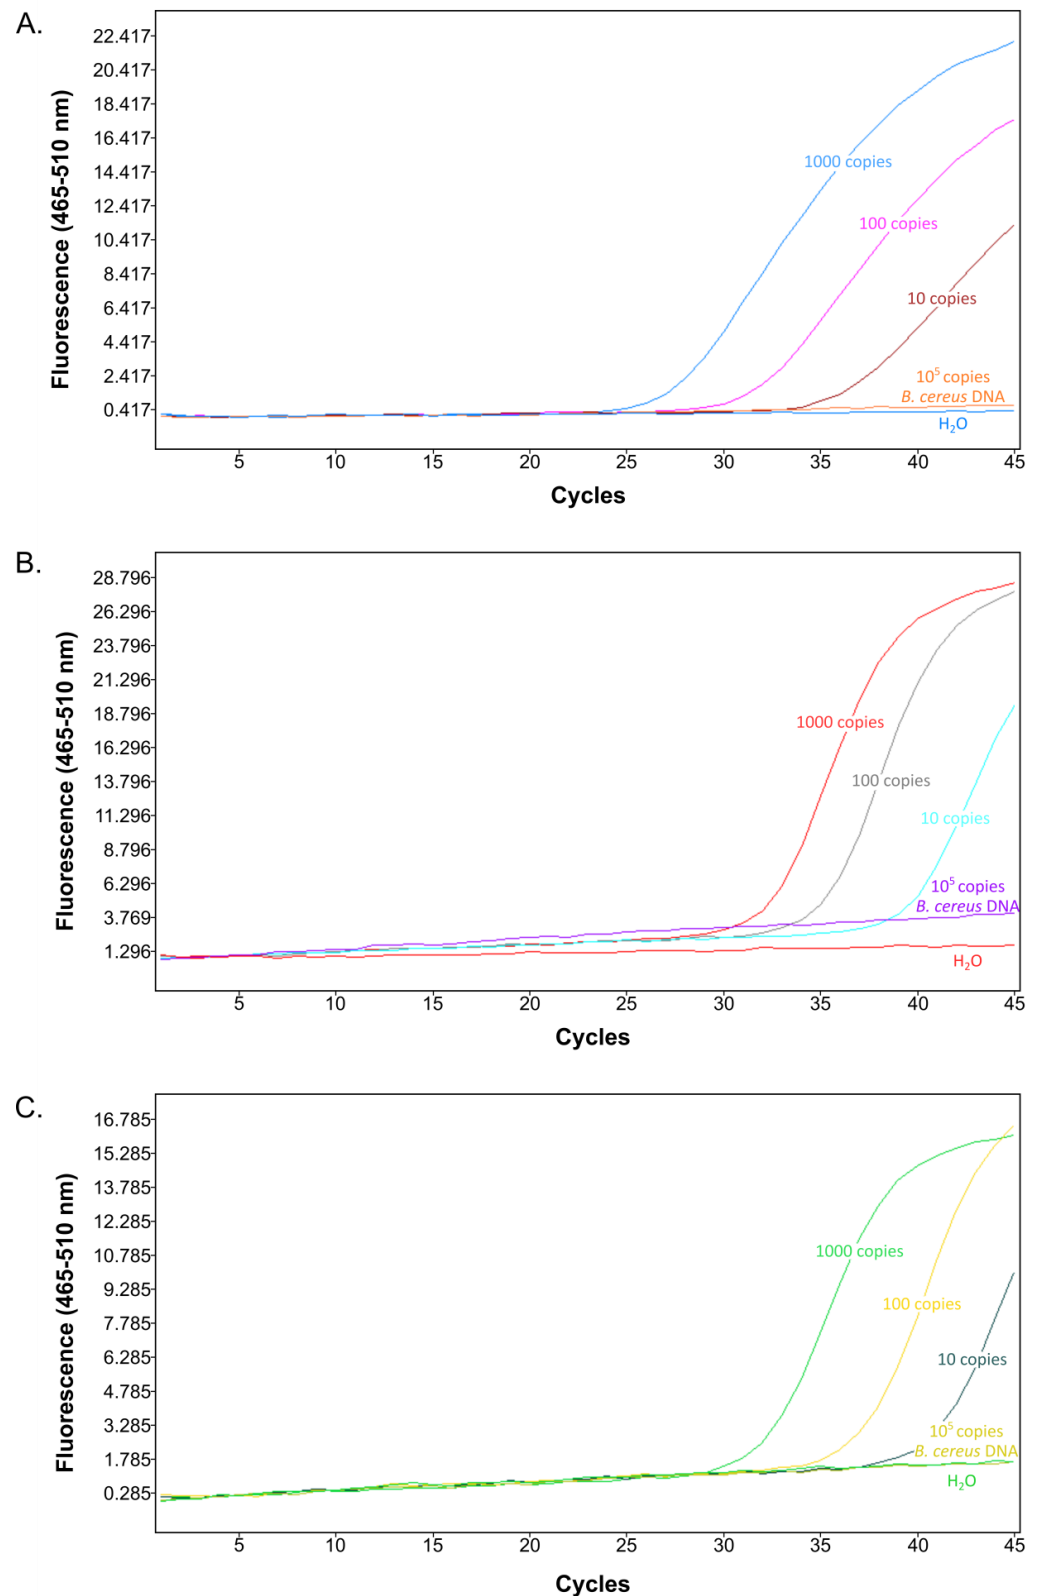 A.
22.417
20.417
18.417
16.417
14.417
12.417
10.417
8.417
6.417
4.417
2.417
0.417
Fluorescence (465-510 nm)
1000 copies
100 copies
10 copies
10⁵ copies
B. cereus DNA
H₂O
5 10 15 20 25 30 35 40 45
Cycles
B.
28.796
26.296
23.796
21.296
18.796
16.296
13.796
11.296
8.796
6.296
3.769
1.296
Fluorescence (465-510 nm)
1000 copies
100 copies
10 copies
10⁵ copies
B. cereus DNA
H₂O
5 10 15 20 25 30 35 40 45
Cycles
C.
16.785
15.285
13.785
12.285
10.785
9.285
7.785
6.285
4.785
3.285
1.785
0.285
Fluorescence (465-510 nm)
1000 copies
100 copies
10 copies
10⁵ copies
B. cereus DNA
H₂O
5 10 15 20 25 30 35 40 45
Cycles